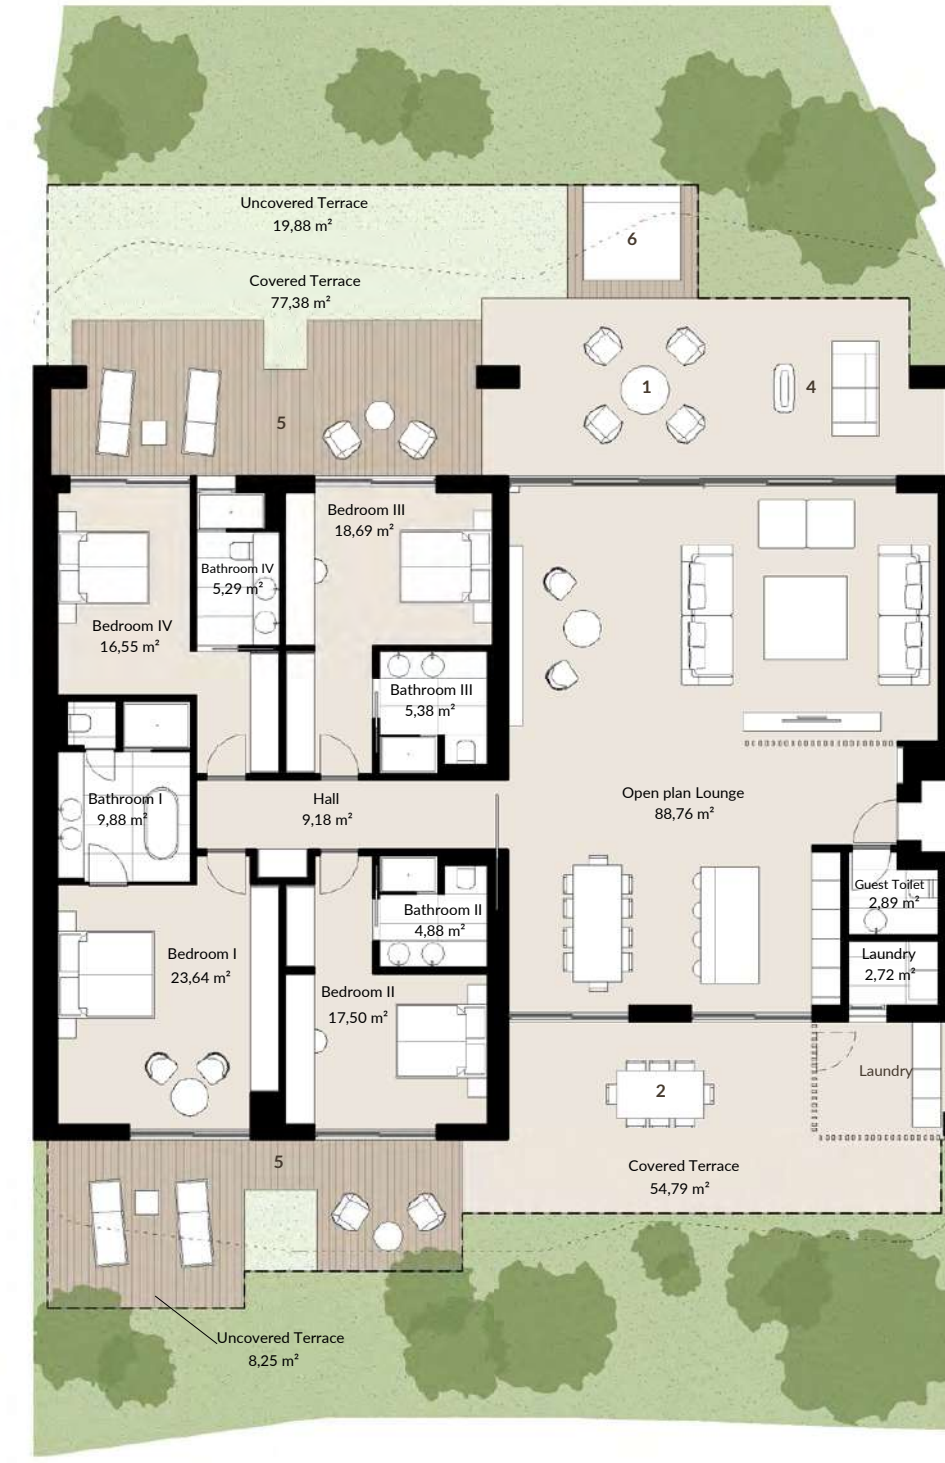 Uncovered Terrace
19,88 m²
6
Covered Terrace
77,38 m²
1
4
5
Bedroom III
18,69 m²
Bathroom IV
5,29 m²
Bedroom IV
16,55 m²
Bathroom III
5,38 m²
Bathroom I
9,88 m²
Hall
9,18 m²
Open plan Lounge
88,76 m²
Guest Toilet
2,89 m²
Bathroom II
4,88 m²
Bedroom I
23,64 m²
Laundry
2,72 m²
Bedroom II
17,50 m²
Laundry
2
5
Covered Terrace
54,79 m²
Uncovered Terrace
8,25 m²